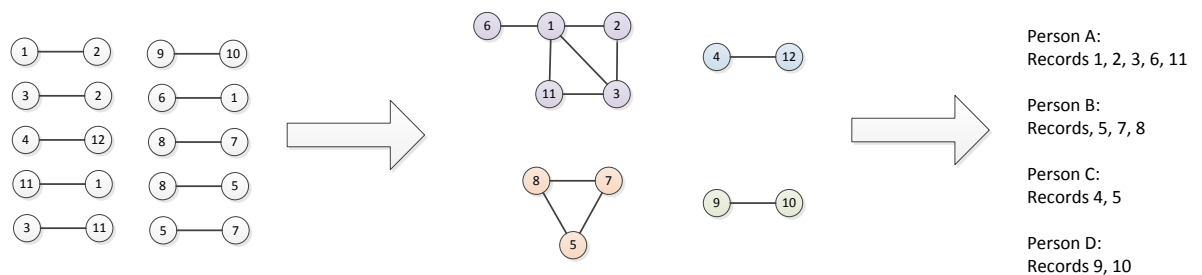 1 2
9 10
3 2
6 1
4 12
8 7
11 1
8 5
3 11
5 7
6 1 2
11 3
4 12
8 7
5
9 10
Person A:
Records 1, 2, 3, 6, 11
Person B:
Records, 5, 7, 8
Person C:
Records 4, 5
Person D:
Records 9, 10